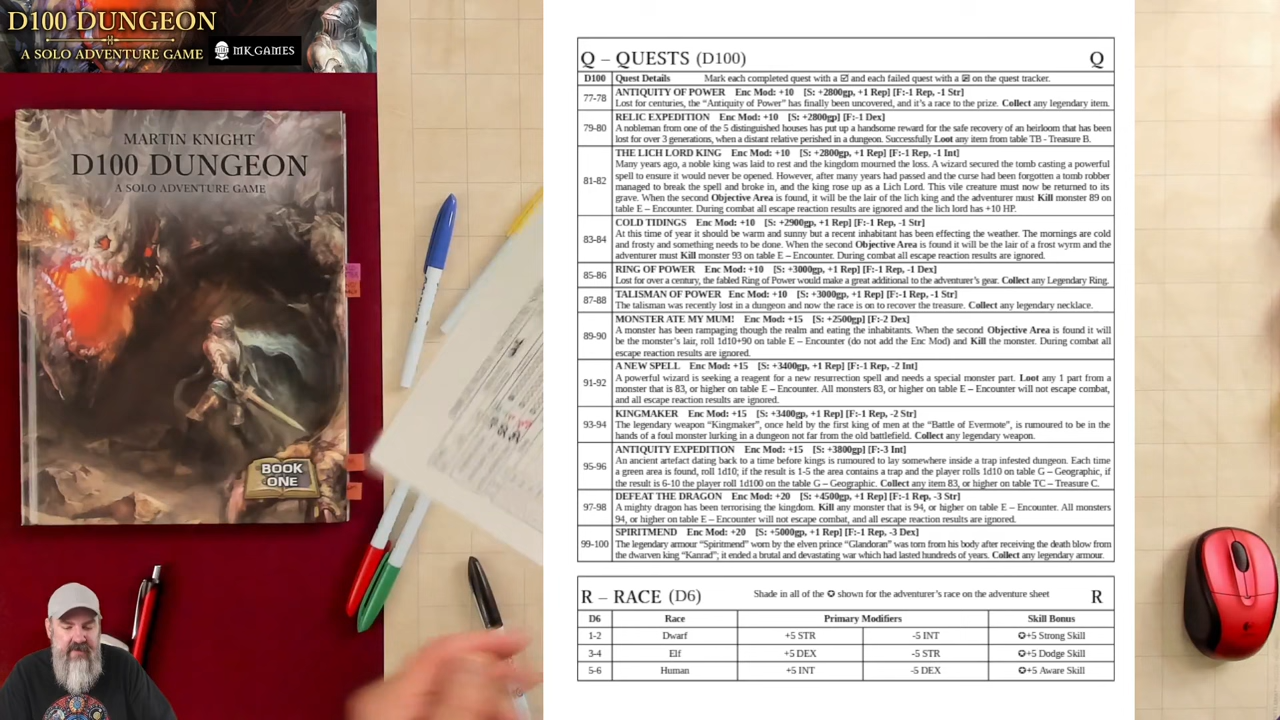 D100 DUNGEON
A SOLO ADVENTURE GAME
MK GAMES
MARTIN KNIGHT
D100 DUNGEON
A SOLO ADVENTURE GAME
BOOK
ONE
Q – QUESTS (D100) Q
D100 Quest Details Mark each completed quest with a ☑ and each failed quest with a ☒ on the quest tracker.
77-78 ANTIQUITY OF POWER Enc Mod: +10 [S: +2800gp, +1 Rep] [F:-1 Rep, -1 Str]
Lost for centuries, the “Antiquity of Power” has finally been uncovered, and it’s a race to the prize. Collect any legendary item.
79-80 RELIC EXPEDITION Enc Mod: +10 [S: +2800gp] [F:-1 Dex]
A nobleman from one of the 5 distinguished houses has put up a handsome reward for the safe recovery of an heirloom that has been
lost for over 3 generations, when a distant relative perished in a dungeon. Successfully Loot any item from table TB - Treasure B.
81-82 THE LICH LORD KING Enc Mod: +10 [S: +2800gp, +1 Rep] [F:-1 Rep, -1 Int]
Many years ago, a noble king was laid to rest and the kingdom mourned the loss. A wizard secured the tomb casting a powerful
spell to ensure it would never be opened. However, after many years had passed and the curse had been forgotten a tomb robber
managed to break the spell and broke in, and the king rose up as a Lich Lord. This vile creature must now be returned to its
grave. When the second Objective Area is found, it will be the lair of the lich king and the adventurer must Kill monster 89 on
table E – Encounter. During combat all escape reaction results are ignored and the lich lord has +10 HP.
83-84 COLD TIDINGS Enc Mod: +10 [S: +2900gp, +1 Rep] [F:-1 Rep, -1 Str]
At this time of year it should be warm and sunny but a recent inhabitant has been effecting the weather. The mornings are cold
and frosty and something needs to be done. When the second Objective Area is found it will be the lair of a frost wyrm and the
adventurer must Kill monster 93 on table E – Encounter. During combat all escape reaction results are ignored.
85-86 RING OF POWER Enc Mod: +10 [S: +3000gp, +1 Rep] [F:-1 Rep, -1 Dex]
Lost for over a century, the fabled Ring of Power would make a great additional to the adventurer’s gear. Collect any Legendary Ring.
87-88 TALISMAN OF POWER Enc Mod: +10 [S: +3000gp, +1 Rep] [F:-1 Rep, -1 Str]
The talisman was recently lost in a dungeon and now the race is on to recover the treasure. Collect any legendary necklace.
89-90 MONSTER ATE MY MUM! Enc Mod: +15 [S: +2500gp] [F:-2 Dex]
A monster has been rampaging though the realm and eating the inhabitants. When the second Objective Area is found it will
be the monster’s lair, roll 1d10+90 on table E – Encounter (do not add the Enc Mod) and Kill the monster. During combat all
escape reaction results are ignored.
91-92 A NEW SPELL Enc Mod: +15 [S: +3400gp, +1 Rep] [F:-1 Rep, -2 Int]
A powerful wizard is seeking a reagent for a new resurrection spell and needs a special monster part. Loot any 1 part from a
monster that is 83, or higher on table E – Encounter. All monsters 83, or higher on table E – Encounter will not escape combat,
and all escape reaction results are ignored.
93-94 KINGMAKER Enc Mod: +15 [S: +3400gp, +1 Rep] [F:-1 Rep, -2 Str]
The legendary weapon “Kingmaker”, once held by the first king of men at the “Battle of Evermote”, is rumoured to be in the
hands of a foul monster lurking in a dungeon not far from the old battlefield. Collect any legendary weapon.
95-96 ANTIQUITY EXPEDITION Enc Mod: +15 [S: +3800gp] [F:-3 Int]
An ancient artefact dating back to a time before kings is rumoured to lay somewhere inside a trap infested dungeon. Each time
a green area is found, roll 1d10; if the result is 1-5 the area contains a trap and the player rolls 1d10 on table G – Geographic, if
the result is 6-10 the player roll 1d100 on the table G – Geographic. Collect any item 83, or higher on table TC – Treasure C.
97-98 DEFEAT THE DRAGON Enc Mod: +20 [S: +4500gp, +1 Rep] [F:-1 Rep, -3 Str]
A mighty dragon has been terrorising the kingdom. Kill any monster that is 94, or higher on table E – Encounter. All monsters
94, or higher on table E – Encounter will not escape combat, and all escape reaction results are ignored.
99-100 SPIRITMEND Enc Mod: +20 [S: +5000gp, +1 Rep] [F:-1 Rep, -3 Dex]
The legendary armour “Spiritmend” worn by the elven prince “Glandoran” was torn from his body after receiving the death blow from
the dwarven king “Kanrad”; it ended a brutal and devastating war which had lasted hundreds of years. Collect any legendary armour.
R – RACE (D6) Shade in all of the ✪ shown for the adventurer’s race on the adventure sheet R
D6 Race Primary Modifiers Skill Bonus
1-2 Dwarf +5 STR -5 INT ✪+5 Strong Skill
3-4 Elf +5 DEX -5 STR ✪+5 Dodge Skill
5-6 Human +5 INT -5 DEX ✪+5 Aware Skill